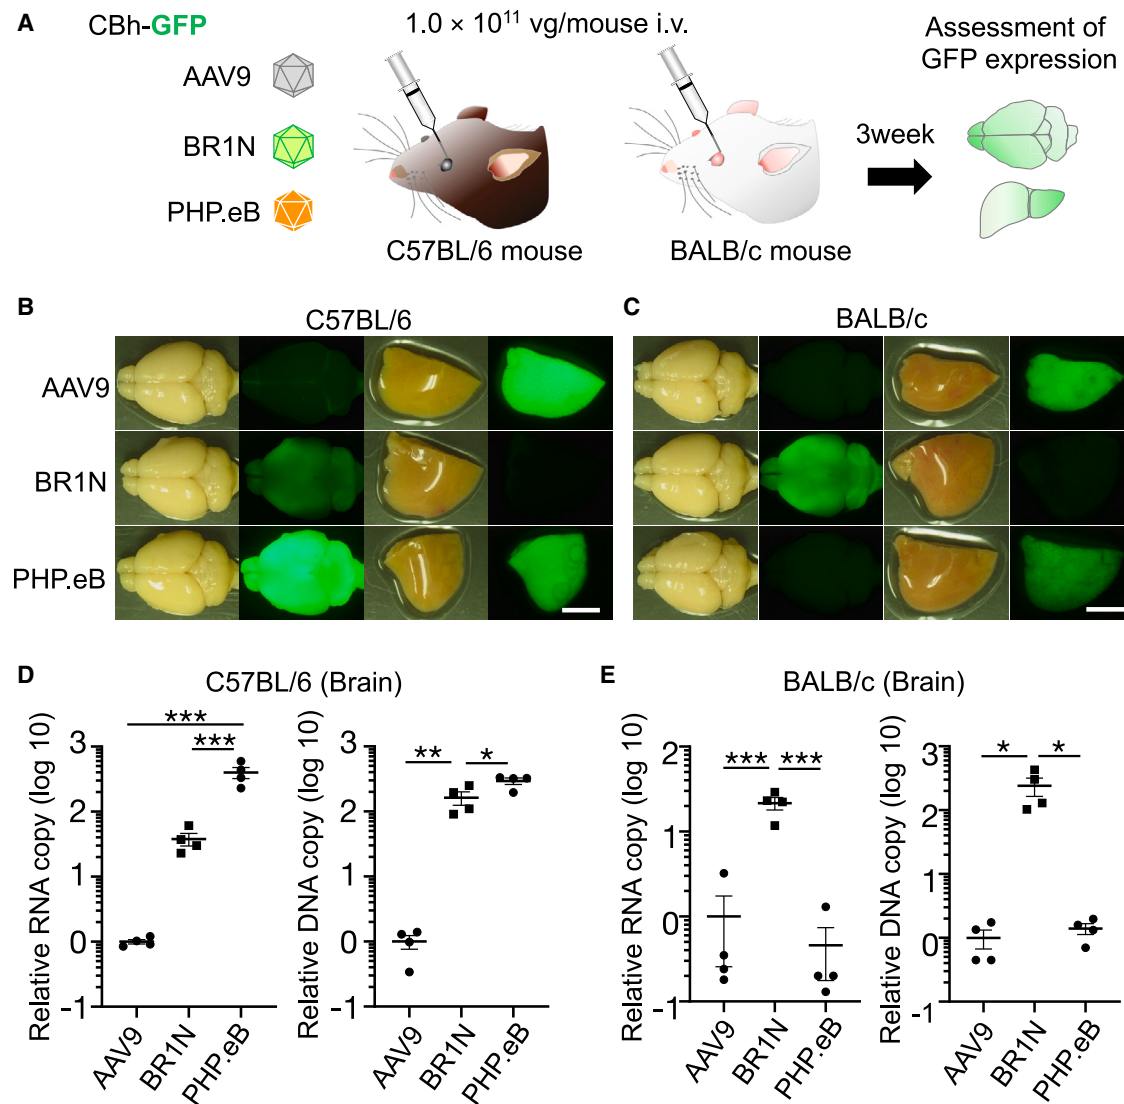 A
CBh-GFP
AAV9
BR1N
PHP.eB
1.0 × 10¹¹ vg/mouse i.v.
C57BL/6 mouse
BALB/c mouse
3week
Assessment of
GFP expression
B
C57BL/6
AAV9
BR1N
PHP.eB
C
BALB/c
D
C57BL/6 (Brain)
Relative RNA copy (log 10)
3
2
1
0
-1
***
***
AAV9
BR1N
PHP.eB
Relative DNA copy (log 10)
3
2
1
0
-1
**
*
AAV9
BR1N
PHP.eB
E
BALB/c (Brain)
Relative RNA copy (log 10)
2
1
0
-1
***
***
AAV9
BR1N
PHP.eB
Relative DNA copy (log 10)
3
2
1
0
-1
*
*
AAV9
BR1N
PHP.eB